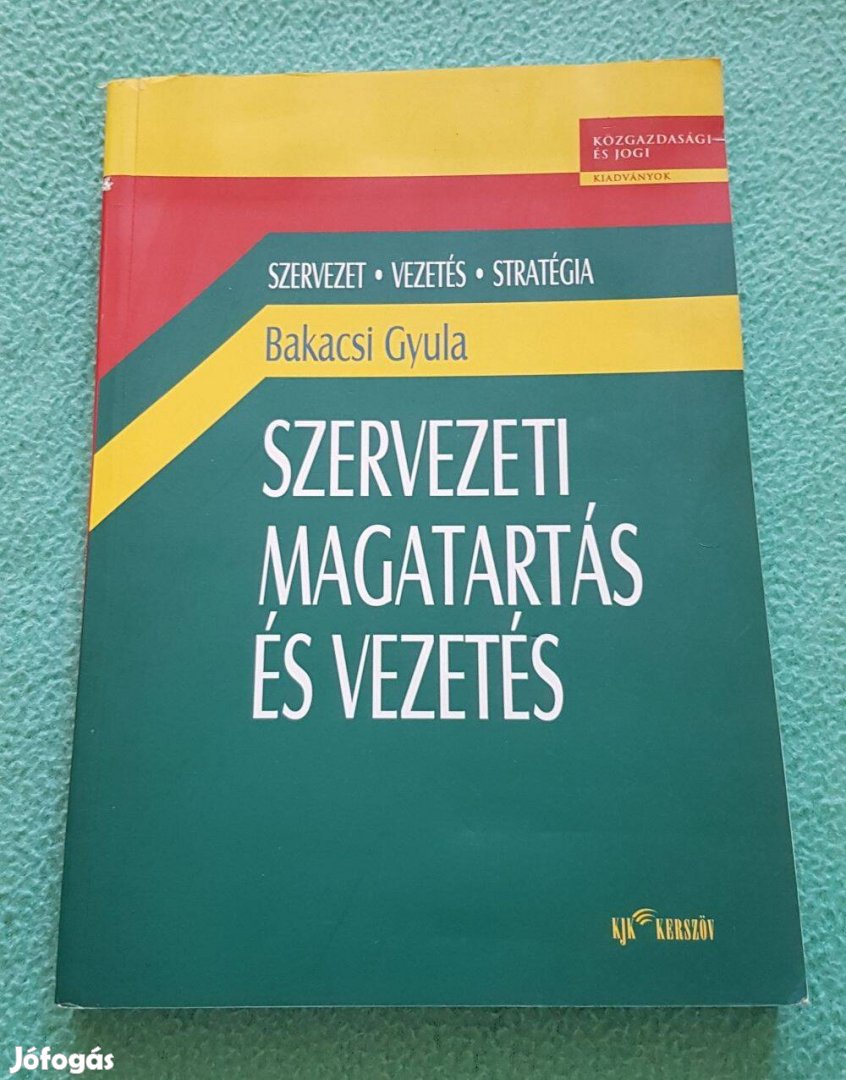 KÖZGAZDASÁGI
ÉS JOGI
KIADVÁNYOK
SZERVEZET • VEZETÉS • STRATÉGIA
Bakacsi Gyula
SZERVEZETI
MAGATARTÁS
ÉS VEZETÉS
KJK KERSZÖV
Jófogás